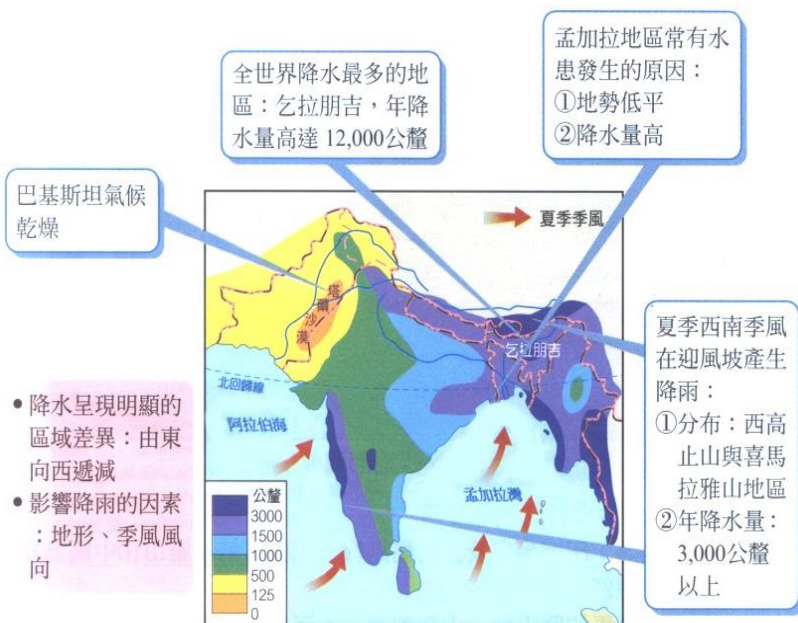 全世界降水最多的地
區：乞拉朋吉，年降
水量高達 12,000公釐
孟加拉地區常有水
患發生的原因：
①地勢低平
②降水量高
巴基斯坦氣候
乾燥
夏季季風
塔爾沙漠
乞拉朋吉
北回歸線
阿拉伯海
孟加拉灣
夏季西南季風
在迎風坡產生
降雨：
①分布：西高
止山與喜馬
拉雅山地區
②年降水量：
3,000公釐
以上
• 降水呈現明顯的
區域差異：由東
向西遞減
• 影響降雨的因素
：地形、季風風
向
公釐
3000
1500
1000
500
125
0